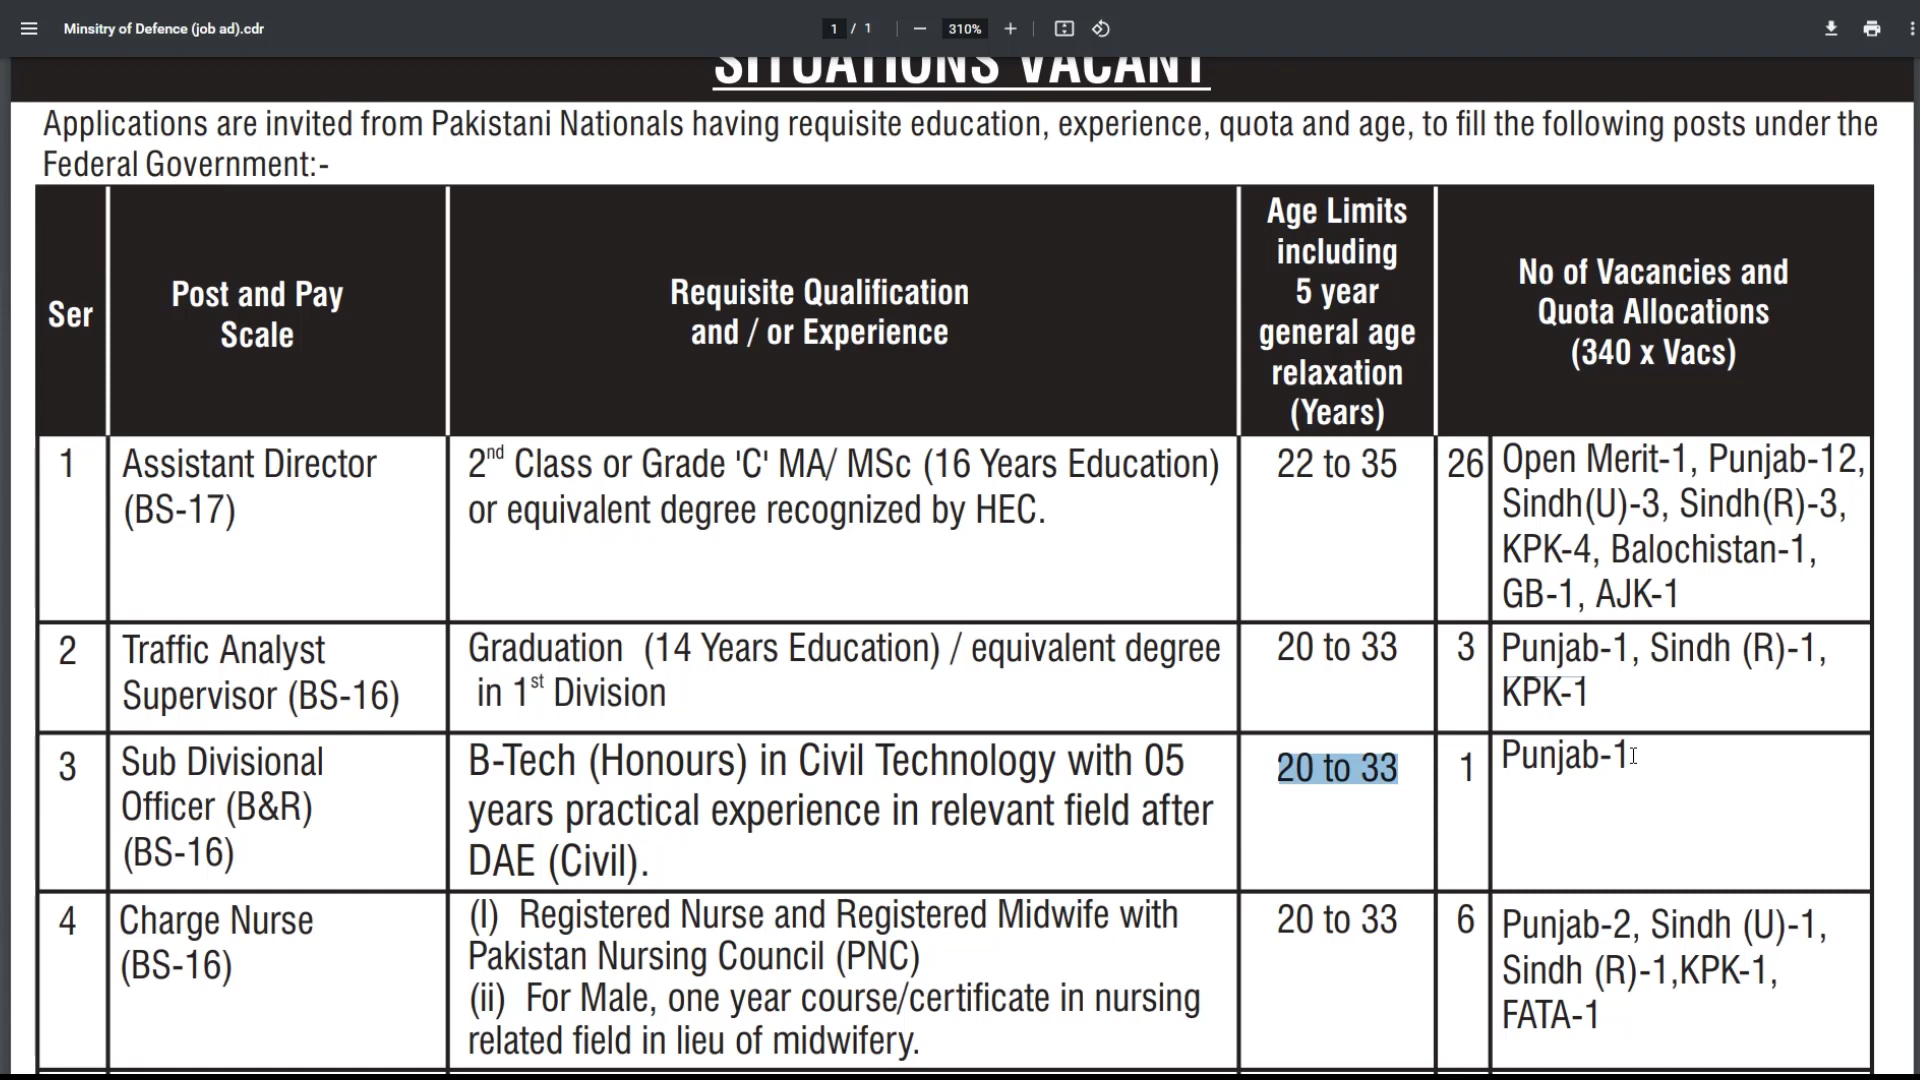 Minsitry of Defence (job ad).cdr
1 / 1
310%
SITUATIONS VACANT
Applications are invited from Pakistani Nationals having requisite education, experience, quota and age, to fill the following posts under the
Federal Government:-
Ser
Post and Pay
Scale
Requisite Qualification
and / or Experience
Age Limits
including
5 year
general age
relaxation
(Years)
No of Vacancies and
Quota Allocations
(340 x Vacs)
1
Assistant Director
(BS-17)
2nd Class or Grade 'C' MA/ MSc (16 Years Education)
or equivalent degree recognized by HEC.
22 to 35
26
Open Merit-1, Punjab-12,
Sindh(U)-3, Sindh(R)-3,
KPK-4, Balochistan-1,
GB-1, AJK-1
2
Traffic Analyst
Supervisor (BS-16)
Graduation (14 Years Education) / equivalent degree
in 1st Division
20 to 33
3
Punjab-1, Sindh (R)-1,
KPK-1
3
Sub Divisional
Officer (B&R)
(BS-16)
B-Tech (Honours) in Civil Technology with 05
years practical experience in relevant field after
DAE (Civil).
20 to 33
1
Punjab-1
4
Charge Nurse
(BS-16)
(I) Registered Nurse and Registered Midwife with
Pakistan Nursing Council (PNC)
(ii) For Male, one year course/certificate in nursing
related field in lieu of midwifery.
20 to 33
6
Punjab-2, Sindh (U)-1,
Sindh (R)-1,KPK-1,
FATA-1